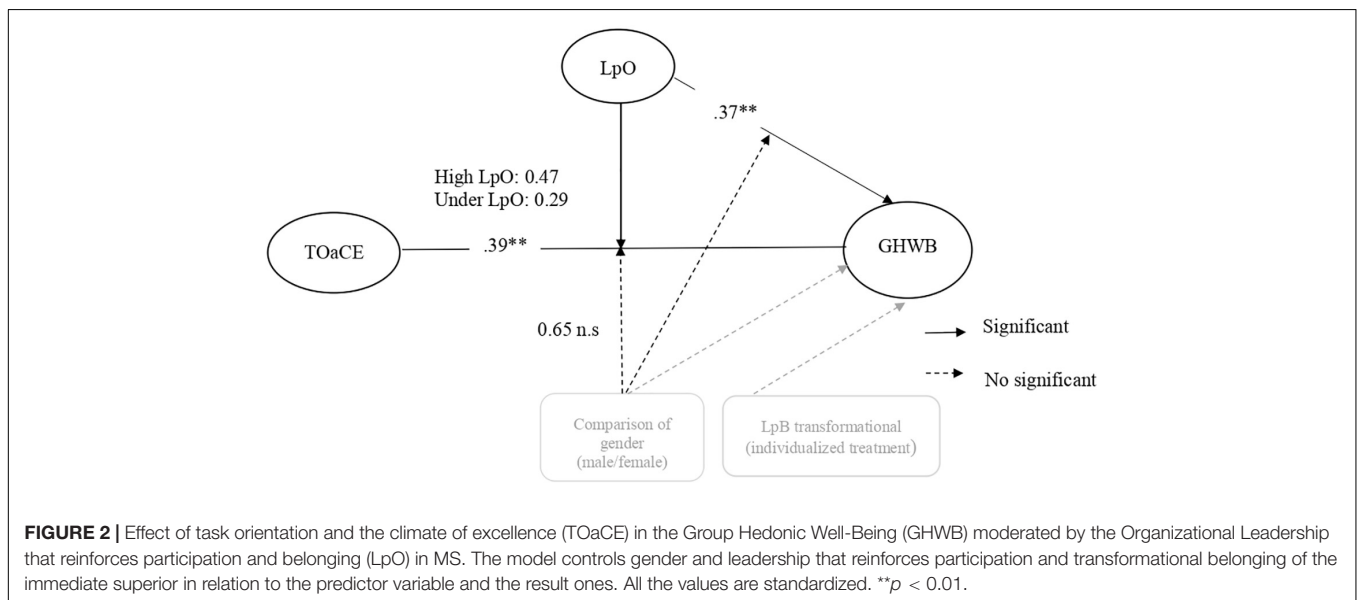 LpO
.37**
High LpO: 0.47
Under LpO: 0.29
TOaCE
.39**
GHWB
0.65 n.s
Significant
No significant
Comparison of
gender
(male/female)
LpB transformational
(individualized treatment)
FIGURE 2 | Effect of task orientation and the climate of excellence (TOaCE) in the Group Hedonic Well-Being (GHWB) moderated by the Organizational Leadership
that reinforces participation and belonging (LpO) in MS. The model controls gender and leadership that reinforces participation and transformational belonging of the
immediate superior in relation to the predictor variable and the result ones. All the values are standardized. **p < 0.01.